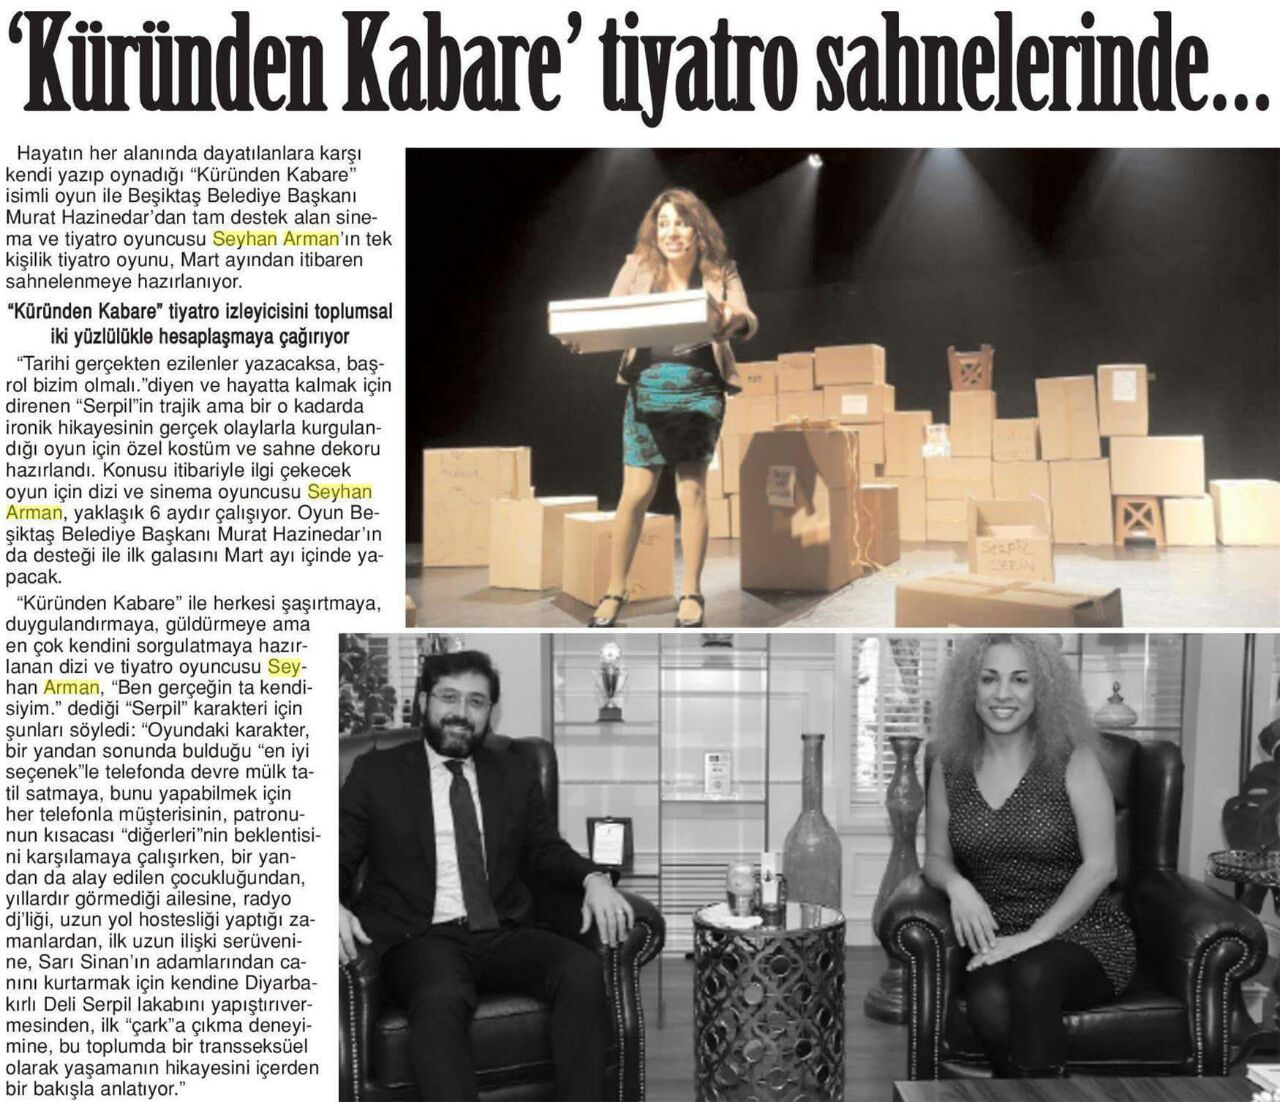 ‘Küründen Kabare’ tiyatro sahnelerinde...
Hayatın her alanında dayatılanlara karşı
kendi yazıp oynadığı “Küründen Kabare”
isimli oyun ile Beşiktaş Belediye Başkanı
Murat Hazinedar’dan tam destek alan sine-
ma ve tiyatro oyuncusu Seyhan Arman’ın tek
kişilik tiyatro oyunu, Mart ayından itibaren
sahnelenmeye hazırlanıyor.
“Küründen Kabare” tiyatro izleyicisini toplumsal
iki yüzlülükle hesaplaşmaya çağırıyor
“Tarihi gerçekten ezilenler yazacaksa, baş-
rol bizim olmalı.”diyen ve hayatta kalmak için
direnen “Serpil”in trajik ama bir o kadarda
ironik hikayesinin gerçek olaylarla kurgulan-
dığı oyun için özel kostüm ve sahne dekoru
hazırlandı. Konusu itibariyle ilgi çekecek
oyun için dizi ve sinema oyuncusu Seyhan
Arman, yaklaşık 6 aydır çalışıyor. Oyun Be-
şiktaş Belediye Başkanı Murat Hazinedar’ın
da desteği ile ilk galasını Mart ayı içinde ya-
pacak.
“Küründen Kabare” ile herkesi şaşırtmaya,
duygulandırmaya, güldürmeye ama
en çok kendini sorgulatmaya hazır-
lanan dizi ve tiyatro oyuncusu Sey-
han Arman, “Ben gerçeğin ta kendi-
siyim.” dediği “Serpil” karakteri için
şunları söyledi: “Oyundaki karakter,
bir yandan sonunda bulduğu “en iyi
seçenek”le telefonda devre mülk ta-
til satmaya, bunu yapabilmek için
her telefonla müşterisinin, patronu-
nun kısacası “diğerleri”nin beklentisi-
ni karşılamaya çalışırken, bir yan-
dan da alay edilen çocukluğundan,
yıllardır görmediği ailesine, radyo
dj’liği, uzun yol hostesliği yaptığı za-
manlardan, ilk uzun ilişki serüveni-
ne, Sarı Sinan’ın adamlarından ca-
nını kurtarmak için kendine Diyarba-
kırlı Deli Serpil lakabını yapıştırıver-
mesinden, ilk “çark”a çıkma deneyi-
mine, bu toplumda bir transseksüel
olarak yaşamanın hikayesini içerden
bir bakışla anlatıyor.”
SERPİL
SERİN